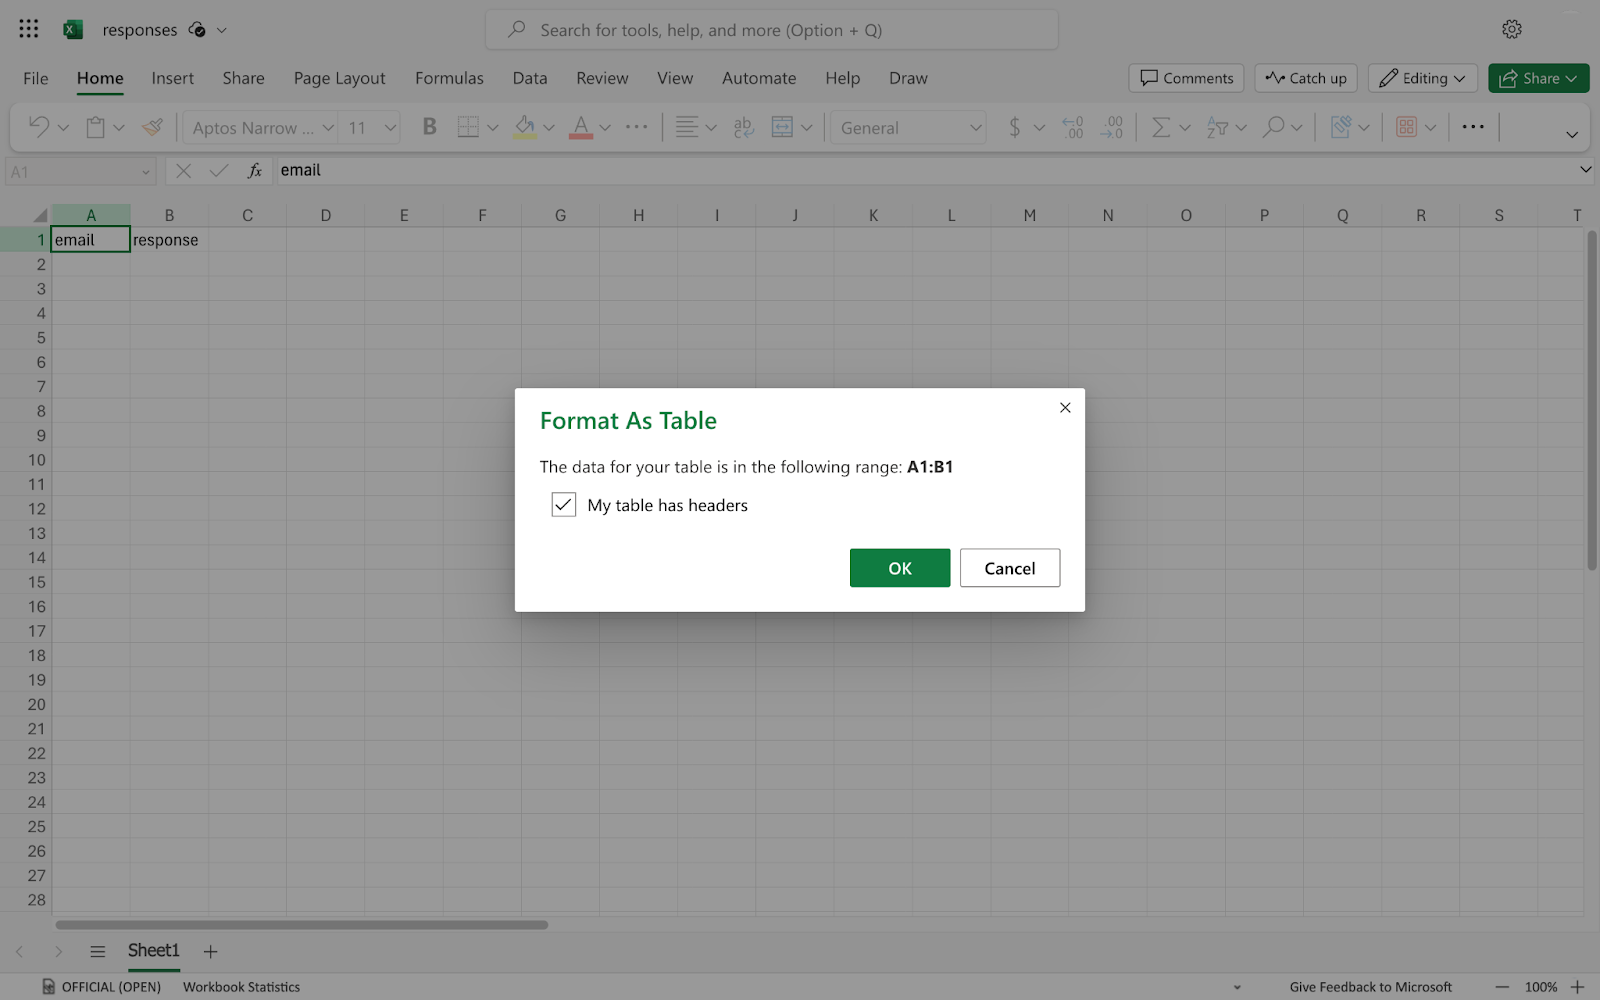 responses
Search for tools, help, and more (Option + Q)
File Home Insert Share Page Layout Formulas Data Review View Automate Help Draw Comments Catch up Editing Share
Aptos Narrow ... 11 B A General $ .00 .00
A1 fx email
A B C D E F G H I J K L M N O P Q R S T
1 email response
2
3
4
5
6
7
8
9
10
11
12
13
14
15
16
17
18
19
20
21
22
23
24
25
26
27
28
Format As Table
The data for your table is in the following range: A1:B1
My table has headers
OK Cancel
Sheet1
OFFICIAL (OPEN) Workbook Statistics Give Feedback to Microsoft 100%